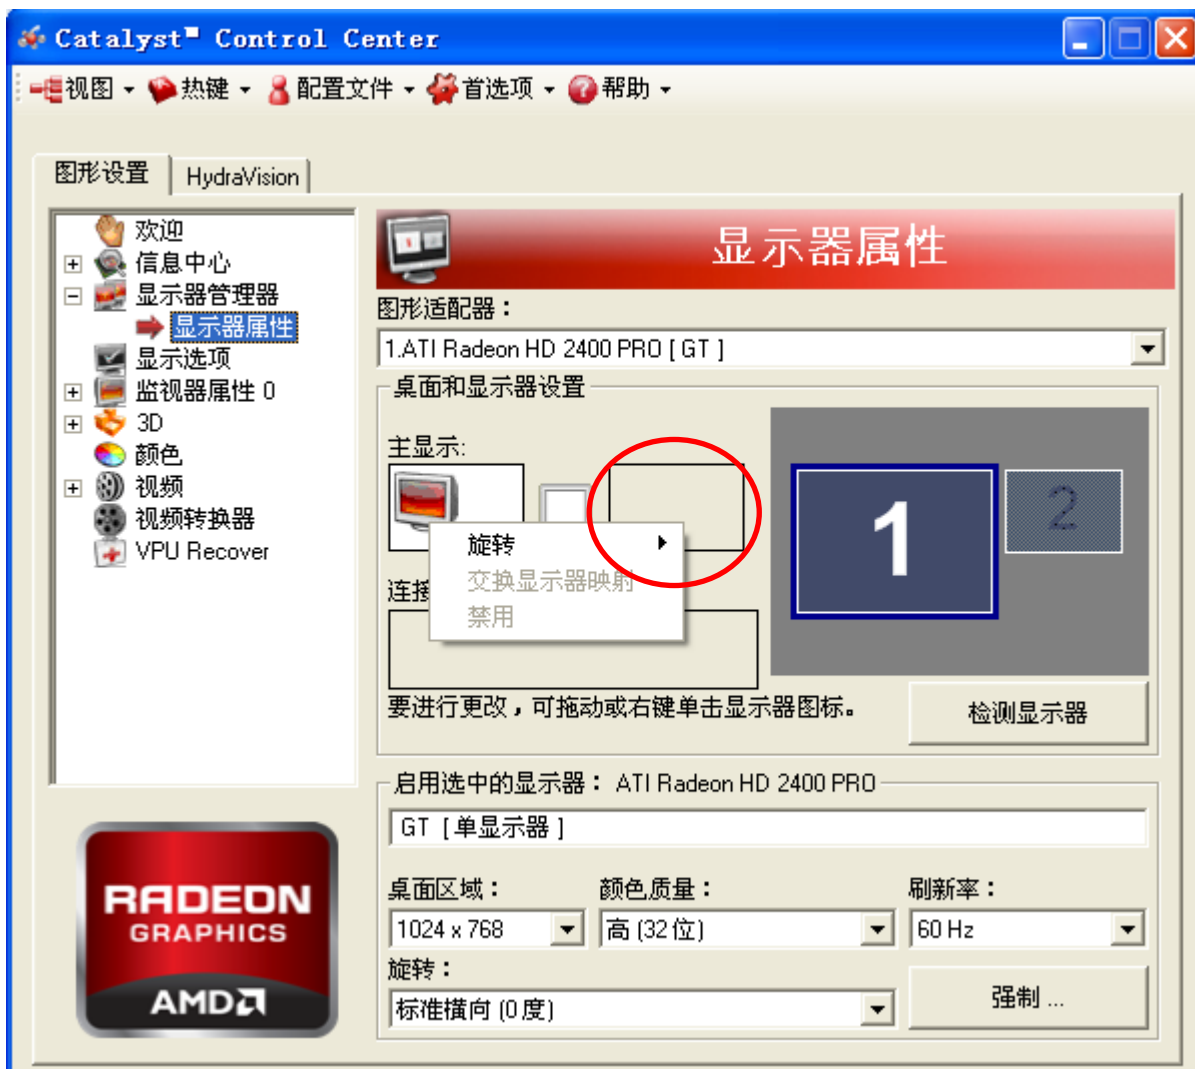 Catalyst™ Control Center
视图 热键 配置文件 首选项 帮助
图形设置 HydraVision
欢迎
信息中心
显示器管理器
显示器属性
显示选项
监视器属性 0
3D
颜色
视频
视频转换器
VPU Recover
显示器属性
图形适配器：
1.ATI Radeon HD 2400 PRO [ GT ]
桌面和显示器设置
主显示:
旋转
交换显示器映射
禁用
1
2
要进行更改，可拖动或右键单击显示器图标。
检测显示器
启用选中的显示器： ATI Radeon HD 2400 PRO
GT [ 单显示器 ]
桌面区域： 颜色质量： 刷新率：
1024 x 768 高 (32 位) 60 Hz
旋转：
标准横向 (0 度)
强制 ...
RADEON
GRAPHICS
AMD